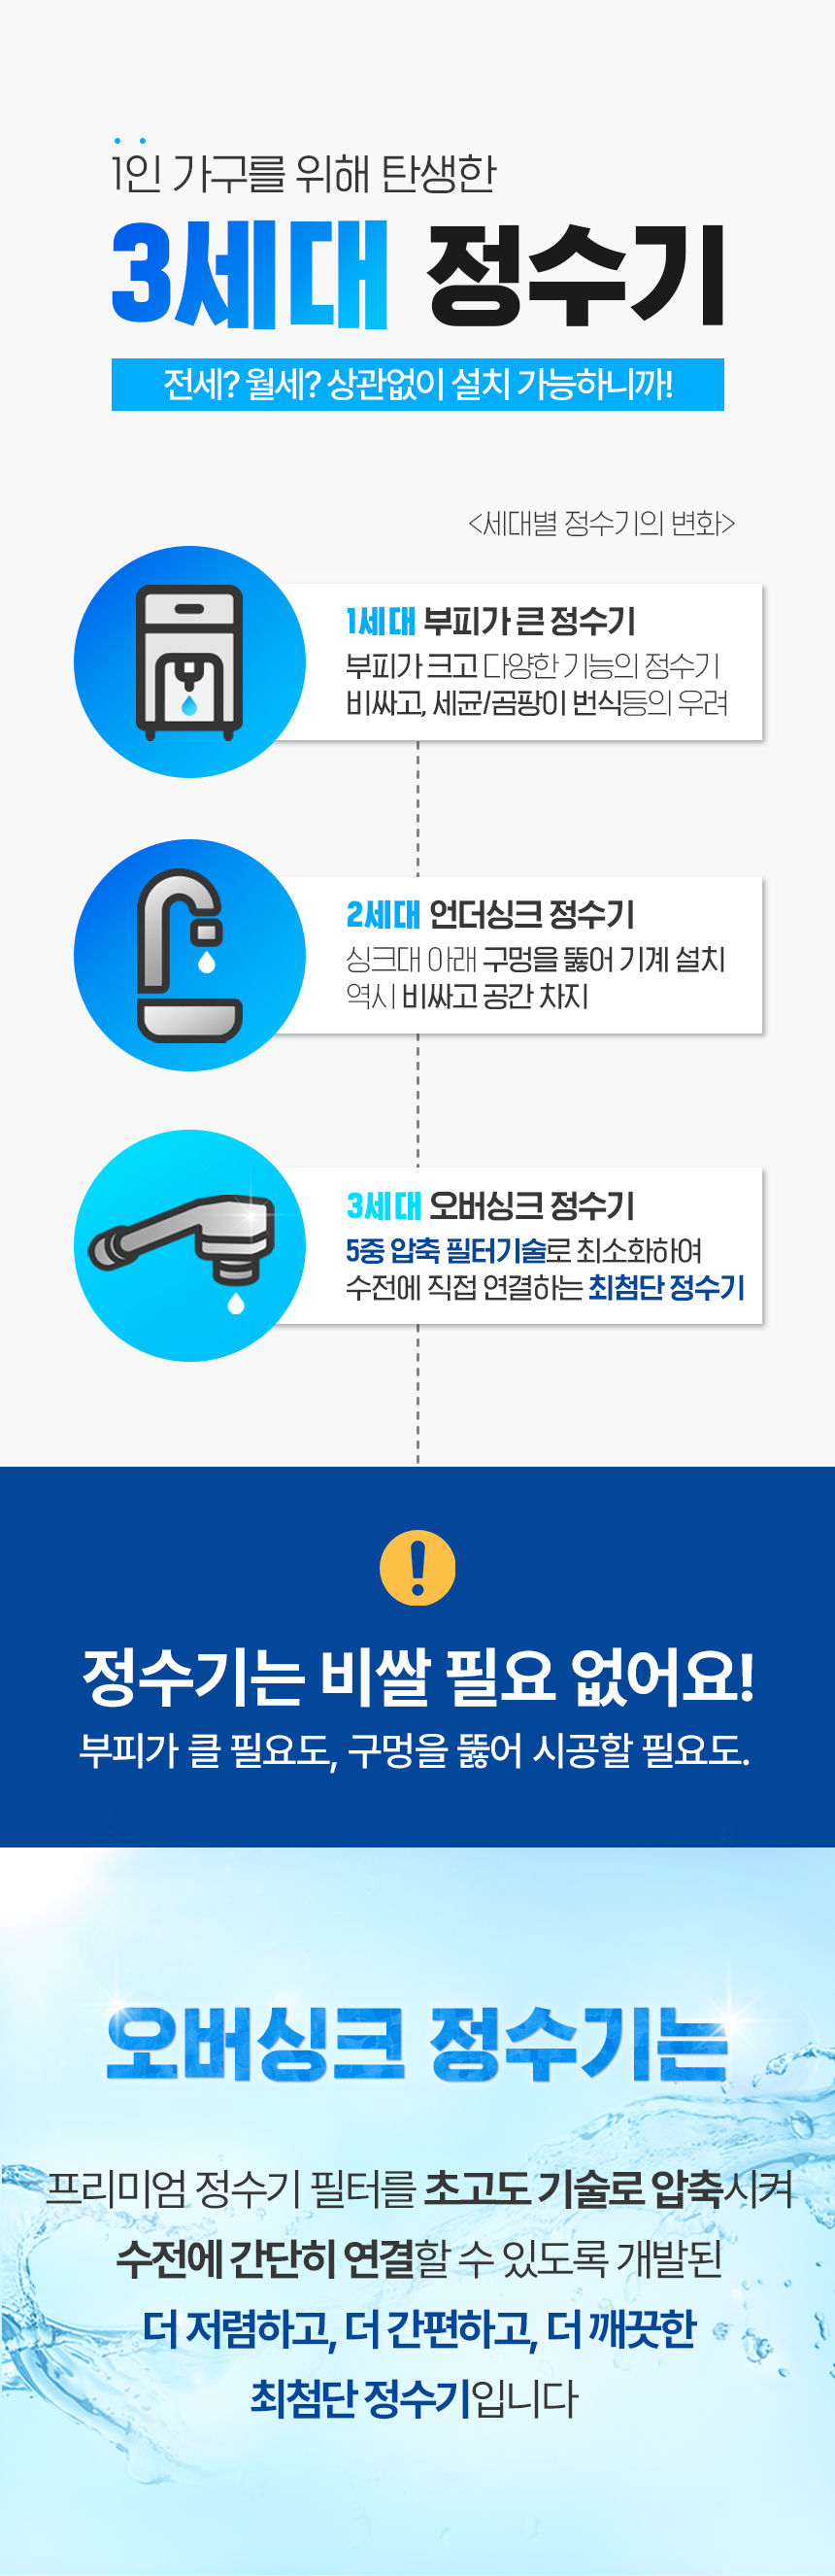 1인 가구를 위해 탄생한
3세대 정수기
전세? 월세? 상관없이 설치 가능하니까!
<세대별 정수기의 변화>
1세대 부피가 큰 정수기
부피가 크고 다양한 기능의 정수기
비싸고, 세균/곰팡이 번식등의 우려
2세대 언더싱크 정수기
싱크대 아래 구멍을 뚫어 기계 설치
역시 비싸고 공간 차지
3세대 오버싱크 정수기
5중 압축 필터기술로 최소화하여
수전에 직접 연결하는 최첨단 정수기
!
정수기는 비쌀 필요 없어요!
부피가 클 필요도, 구멍을 뚫어 시공할 필요도.
오버싱크 정수기는
프리미엄 정수기 필터를 초고도 기술로 압축시켜
수전에 간단히 연결할 수 있도록 개발된
더 저렴하고, 더 간편하고, 더 깨끗한
최첨단 정수기입니다